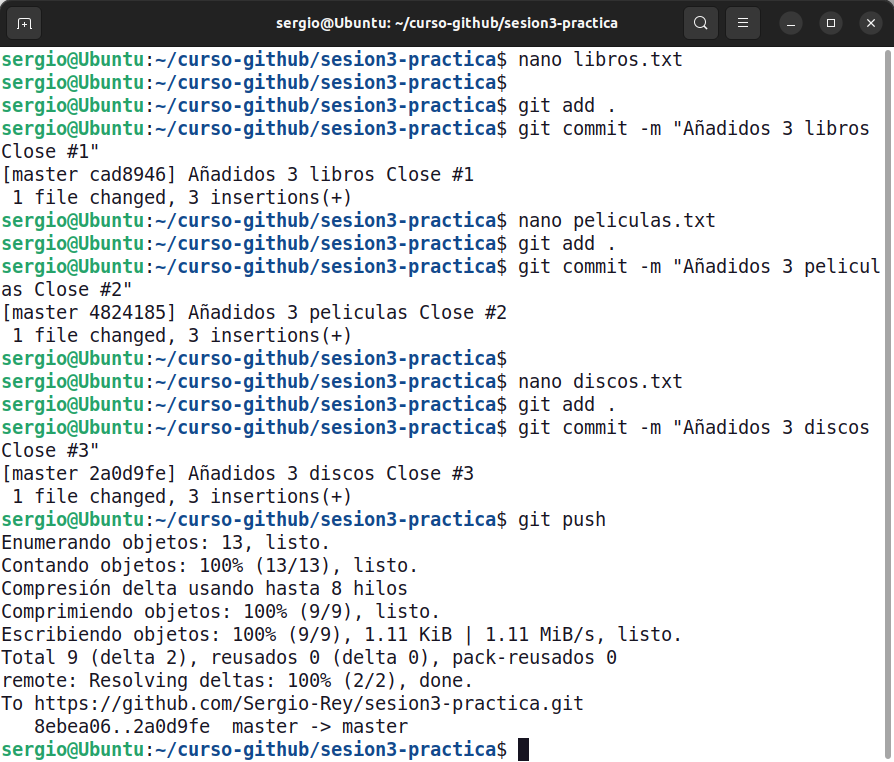 sergio@Ubuntu: ~/curso-github/sesion3-practica
sergio@Ubuntu:~/curso-github/sesion3-practica$ nano libros.txt
sergio@Ubuntu:~/curso-github/sesion3-practica$
sergio@Ubuntu:~/curso-github/sesion3-practica$ git add .
sergio@Ubuntu:~/curso-github/sesion3-practica$ git commit -m "Añadidos 3 libros
Close #1"
[master cad8946] Añadidos 3 libros Close #1
 1 file changed, 3 insertions(+)
sergio@Ubuntu:~/curso-github/sesion3-practica$ nano peliculas.txt
sergio@Ubuntu:~/curso-github/sesion3-practica$ git add .
sergio@Ubuntu:~/curso-github/sesion3-practica$ git commit -m "Añadidos 3 pelicul
as Close #2"
[master 4824185] Añadidos 3 peliculas Close #2
 1 file changed, 3 insertions(+)
sergio@Ubuntu:~/curso-github/sesion3-practica$
sergio@Ubuntu:~/curso-github/sesion3-practica$ nano discos.txt
sergio@Ubuntu:~/curso-github/sesion3-practica$ git add .
sergio@Ubuntu:~/curso-github/sesion3-practica$ git commit -m "Añadidos 3 discos
Close #3"
[master 2a0d9fe] Añadidos 3 discos Close #3
 1 file changed, 3 insertions(+)
sergio@Ubuntu:~/curso-github/sesion3-practica$ git push
Enumerando objetos: 13, listo.
Contando objetos: 100% (13/13), listo.
Compresión delta usando hasta 8 hilos
Comprimiendo objetos: 100% (9/9), listo.
Escribiendo objetos: 100% (9/9), 1.11 KiB | 1.11 MiB/s, listo.
Total 9 (delta 2), reusados 0 (delta 0), pack-reusados 0
remote: Resolving deltas: 100% (2/2), done.
To https://github.com/Sergio-Rey/sesion3-practica.git
   8ebea06..2a0d9fe  master -> master
sergio@Ubuntu:~/curso-github/sesion3-practica$